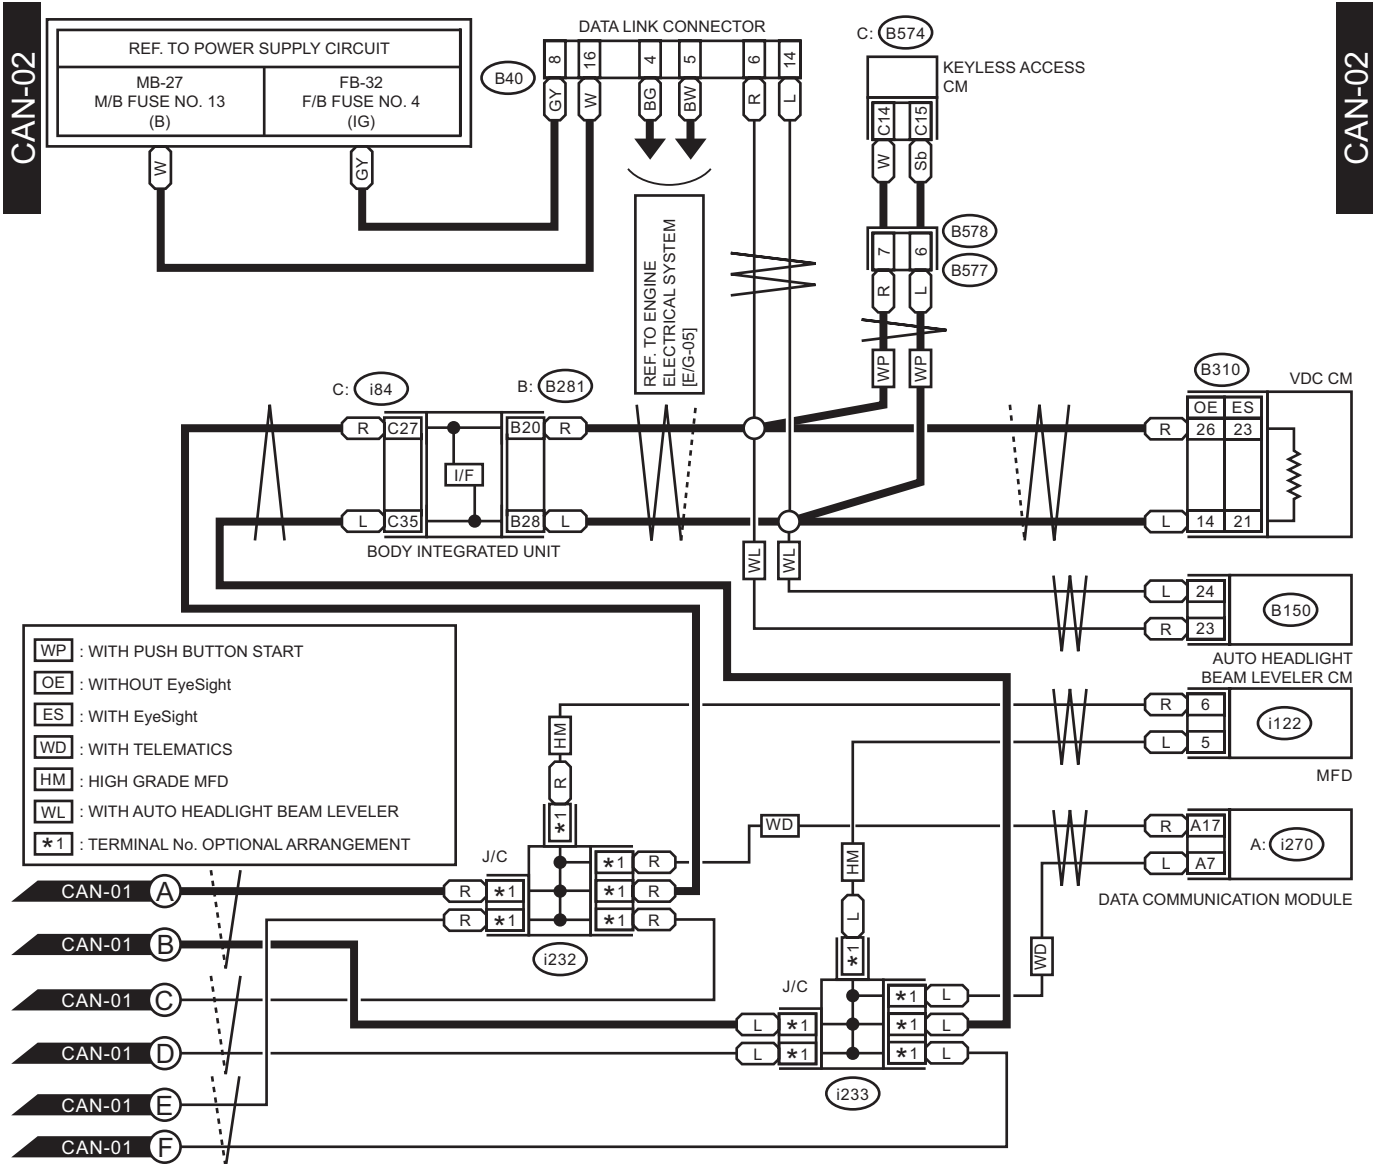 CAN-02
CAN-02
REF. TO POWER SUPPLY CIRCUIT
MB-27
M/B FUSE NO. 13
(B)
FB-32
F/B FUSE NO. 4
(IG)
W
GY
DATA LINK CONNECTOR
B40
8
16
4
5
6
14
GY
W
BG
BW
R
L
REF. TO ENGINE
ELECTRICAL SYSTEM
[E/G-05]
C: B574
KEYLESS ACCESS
CM
C14
C15
W
Sb
7
6
B578
B577
R
L
WP
WP
C: i84
B: B281
R
C27
B20
R
I/F
L
C35
B28
L
BODY INTEGRATED UNIT
B310
VDC CM
OE
ES
R
26
23
L
14
21
WL
WL
L
24
B150
R
23
AUTO HEADLIGHT
BEAM LEVELER CM
R
6
i122
L
5
MFD
R
A17
A: i270
L
A7
DATA COMMUNICATION MODULE
WP : WITH PUSH BUTTON START
OE : WITHOUT EyeSight
ES : WITH EyeSight
WD : WITH TELEMATICS
HM : HIGH GRADE MFD
WL : WITH AUTO HEADLIGHT BEAM LEVELER
*1 : TERMINAL No. OPTIONAL ARRANGEMENT
HM
R
*1
J/C
*1
R
WD
R
*1
*1
R
R
*1
*1
R
i232
HM
L
*1
WD
J/C
*1
L
L
*1
*1
L
L
*1
*1
L
i233
CAN-01 A
CAN-01 B
CAN-01 C
CAN-01 D
CAN-01 E
CAN-01 F